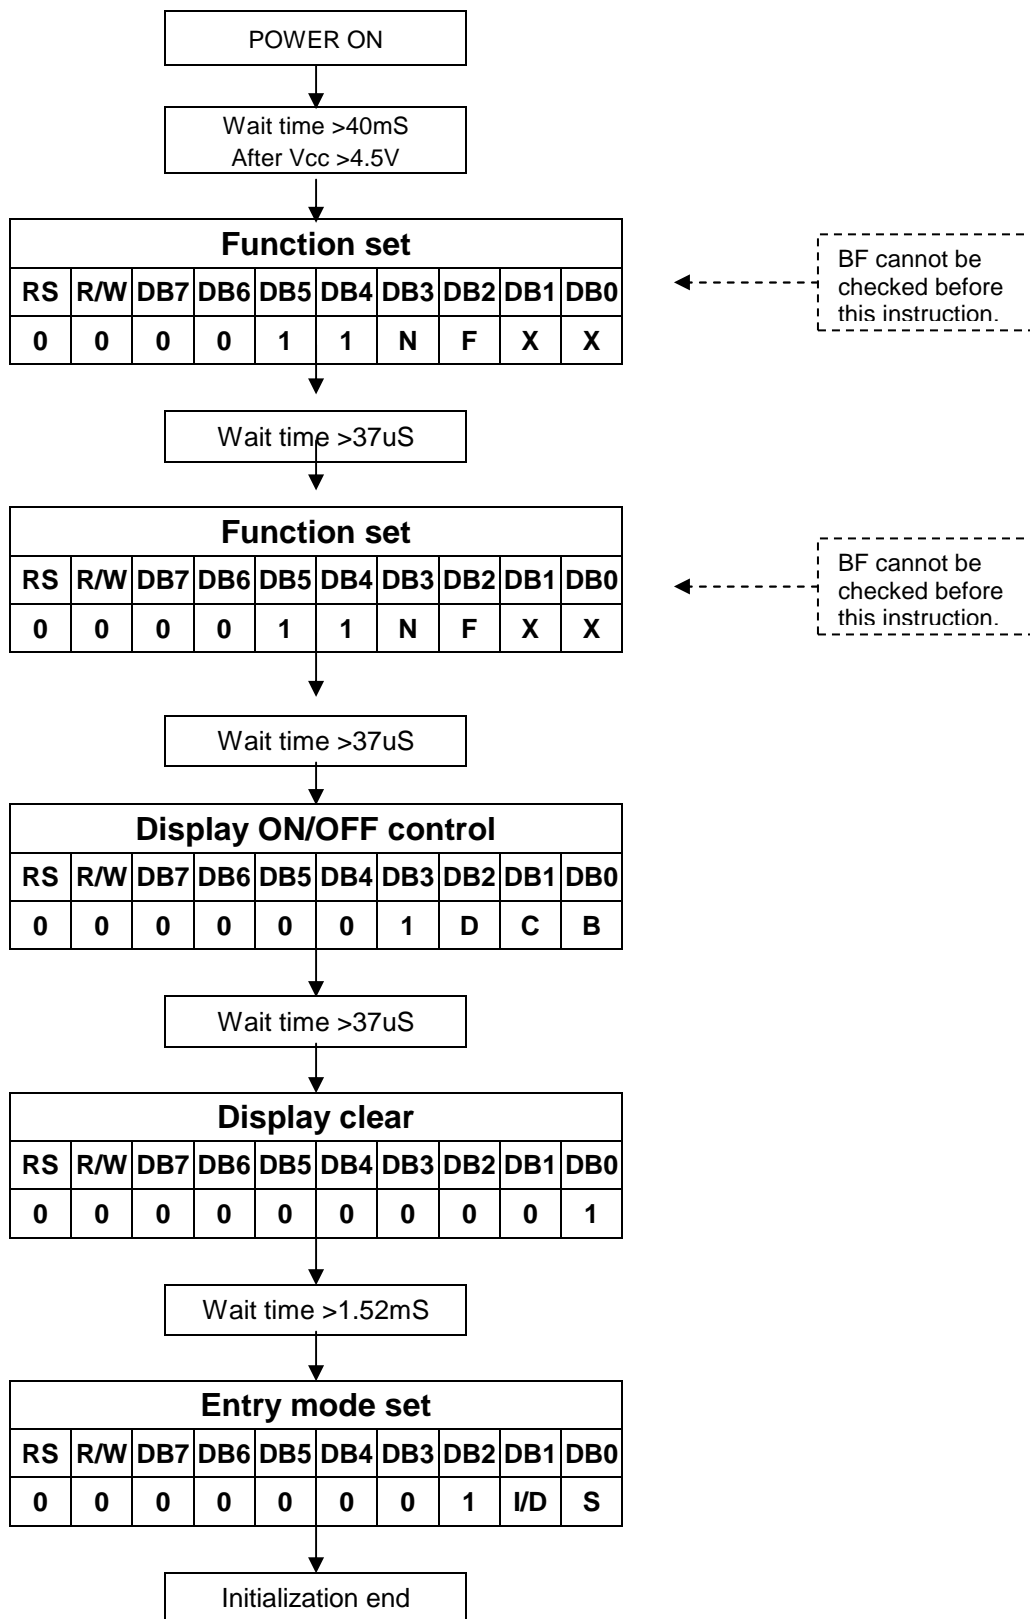 POWER ON
Wait time >40mS
After Vcc >4.5V
Function set
RS R/W DB7 DB6 DB5 DB4 DB3 DB2 DB1 DB0
0 0 0 0 1 1 N F X X
BF cannot be
checked before
this instruction.
Wait time >37uS
Function set
RS R/W DB7 DB6 DB5 DB4 DB3 DB2 DB1 DB0
0 0 0 0 1 1 N F X X
BF cannot be
checked before
this instruction.
Wait time >37uS
Display ON/OFF control
RS R/W DB7 DB6 DB5 DB4 DB3 DB2 DB1 DB0
0 0 0 0 0 0 1 D C B
Wait time >37uS
Display clear
RS R/W DB7 DB6 DB5 DB4 DB3 DB2 DB1 DB0
0 0 0 0 0 0 0 0 0 1
Wait time >1.52mS
Entry mode set
RS R/W DB7 DB6 DB5 DB4 DB3 DB2 DB1 DB0
0 0 0 0 0 0 0 1 I/D S
Initialization end